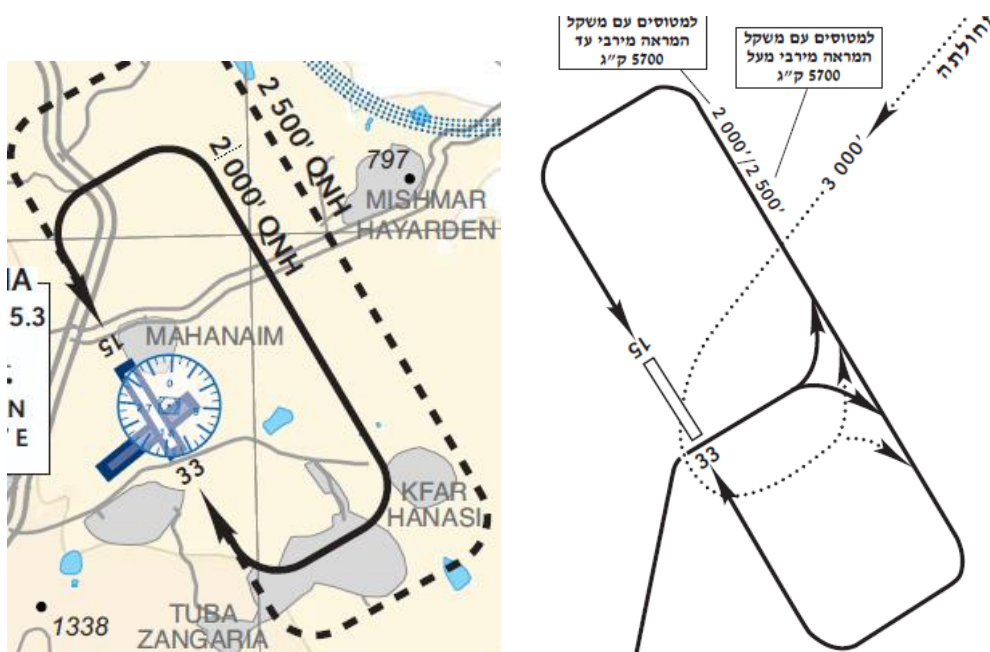 2 500' QNH
2 000' QNH
797
MISHMAR
HAYARDEN
5.3
N
E
MAHANAIM
15
0
33
KFAR
HANASI
TUBA
ZANGARIA
1338
למטוסים עם משקל
המראה מירבי עד
5700 ק״ג
למטוסים עם משקל
המראה מירבי מעל
5700 ק״ג
3 000'
2 000'/2 500'
15
33